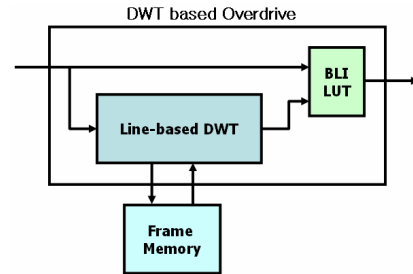 DWT based Overdrive
BLI
LUT
Line-based DWT
Frame
Memory